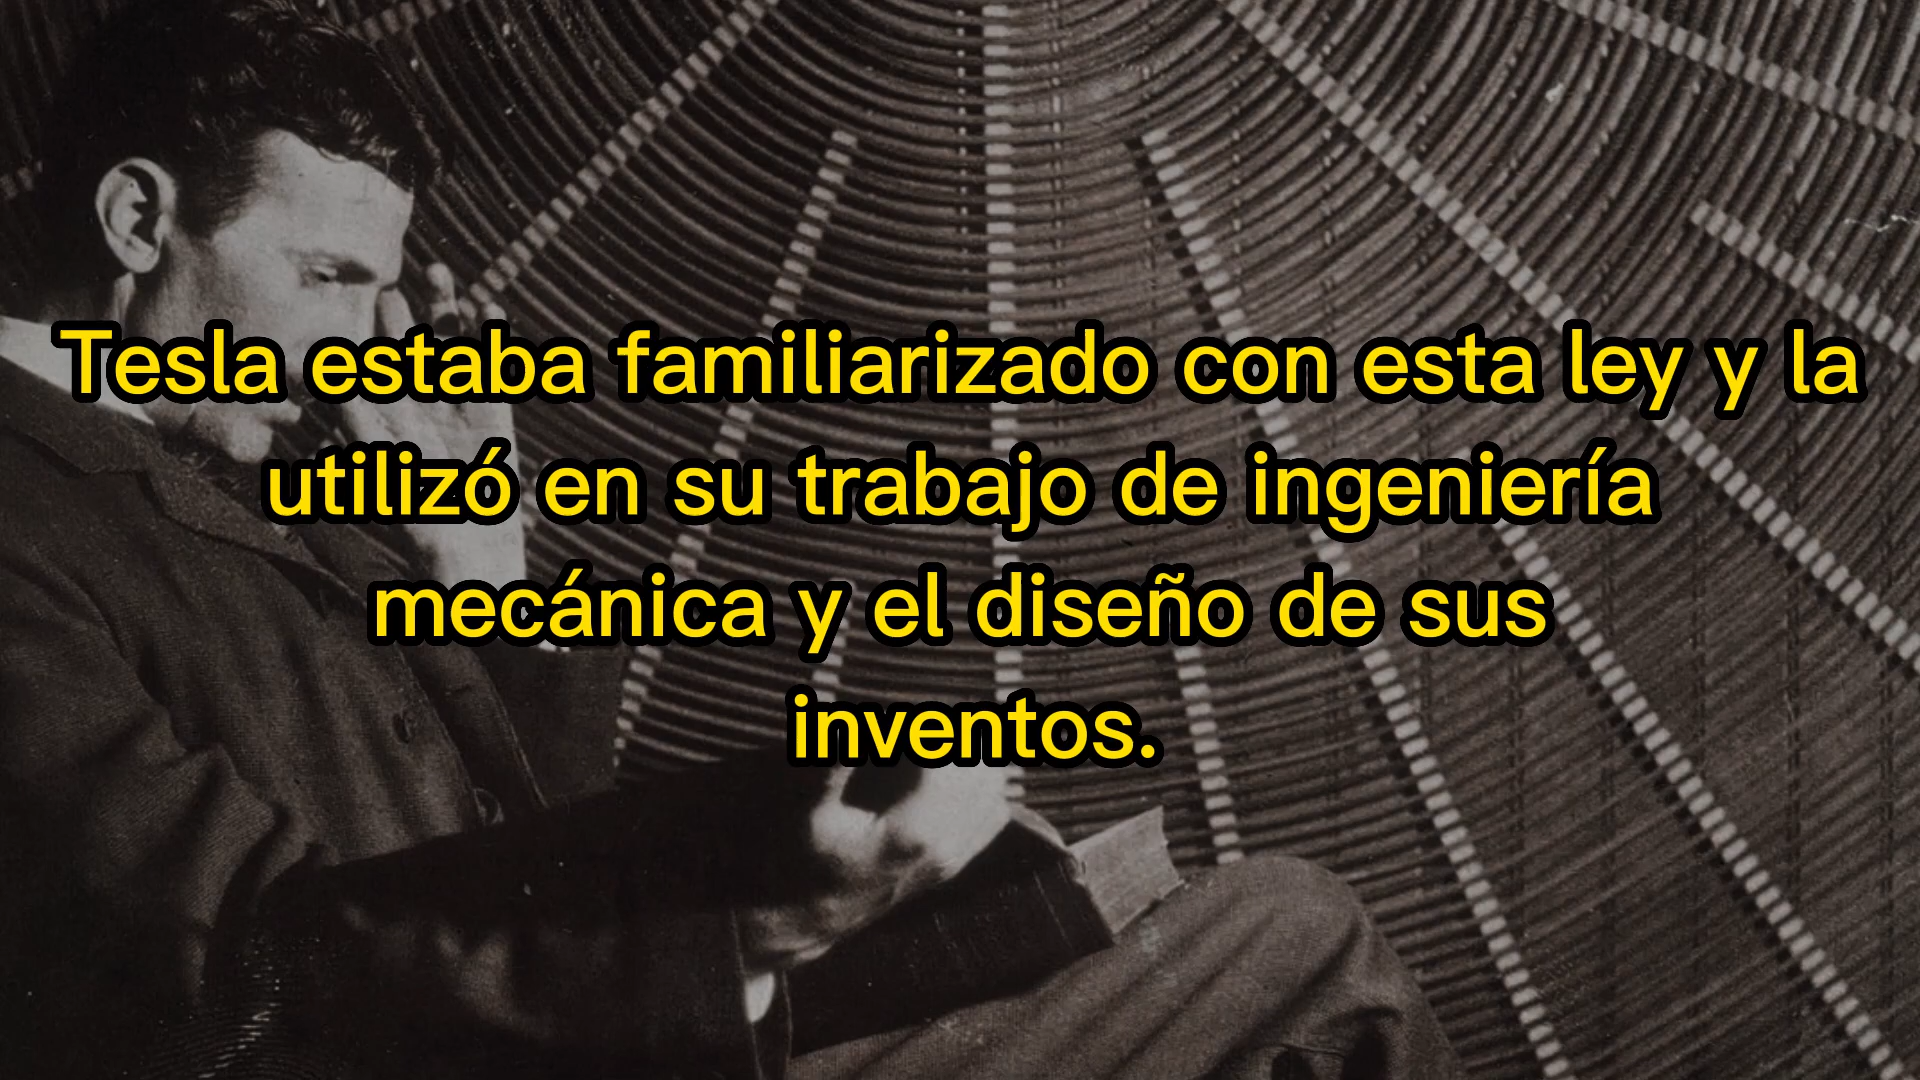 Tesla estaba familiarizado con esta ley y la
utilizó en su trabajo de ingeniería
mecánica y el diseño de sus
inventos.